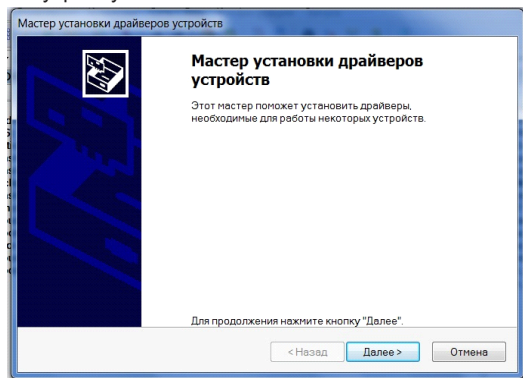 Мастер установки драйверов устройств
Мастер установки драйверов
устройств
Этот мастер поможет установить драйверы,
необходимые для работы некоторых устройств.
Для продолжения нажмите кнопку "Далее".
< Назад
Далее >
Отмена